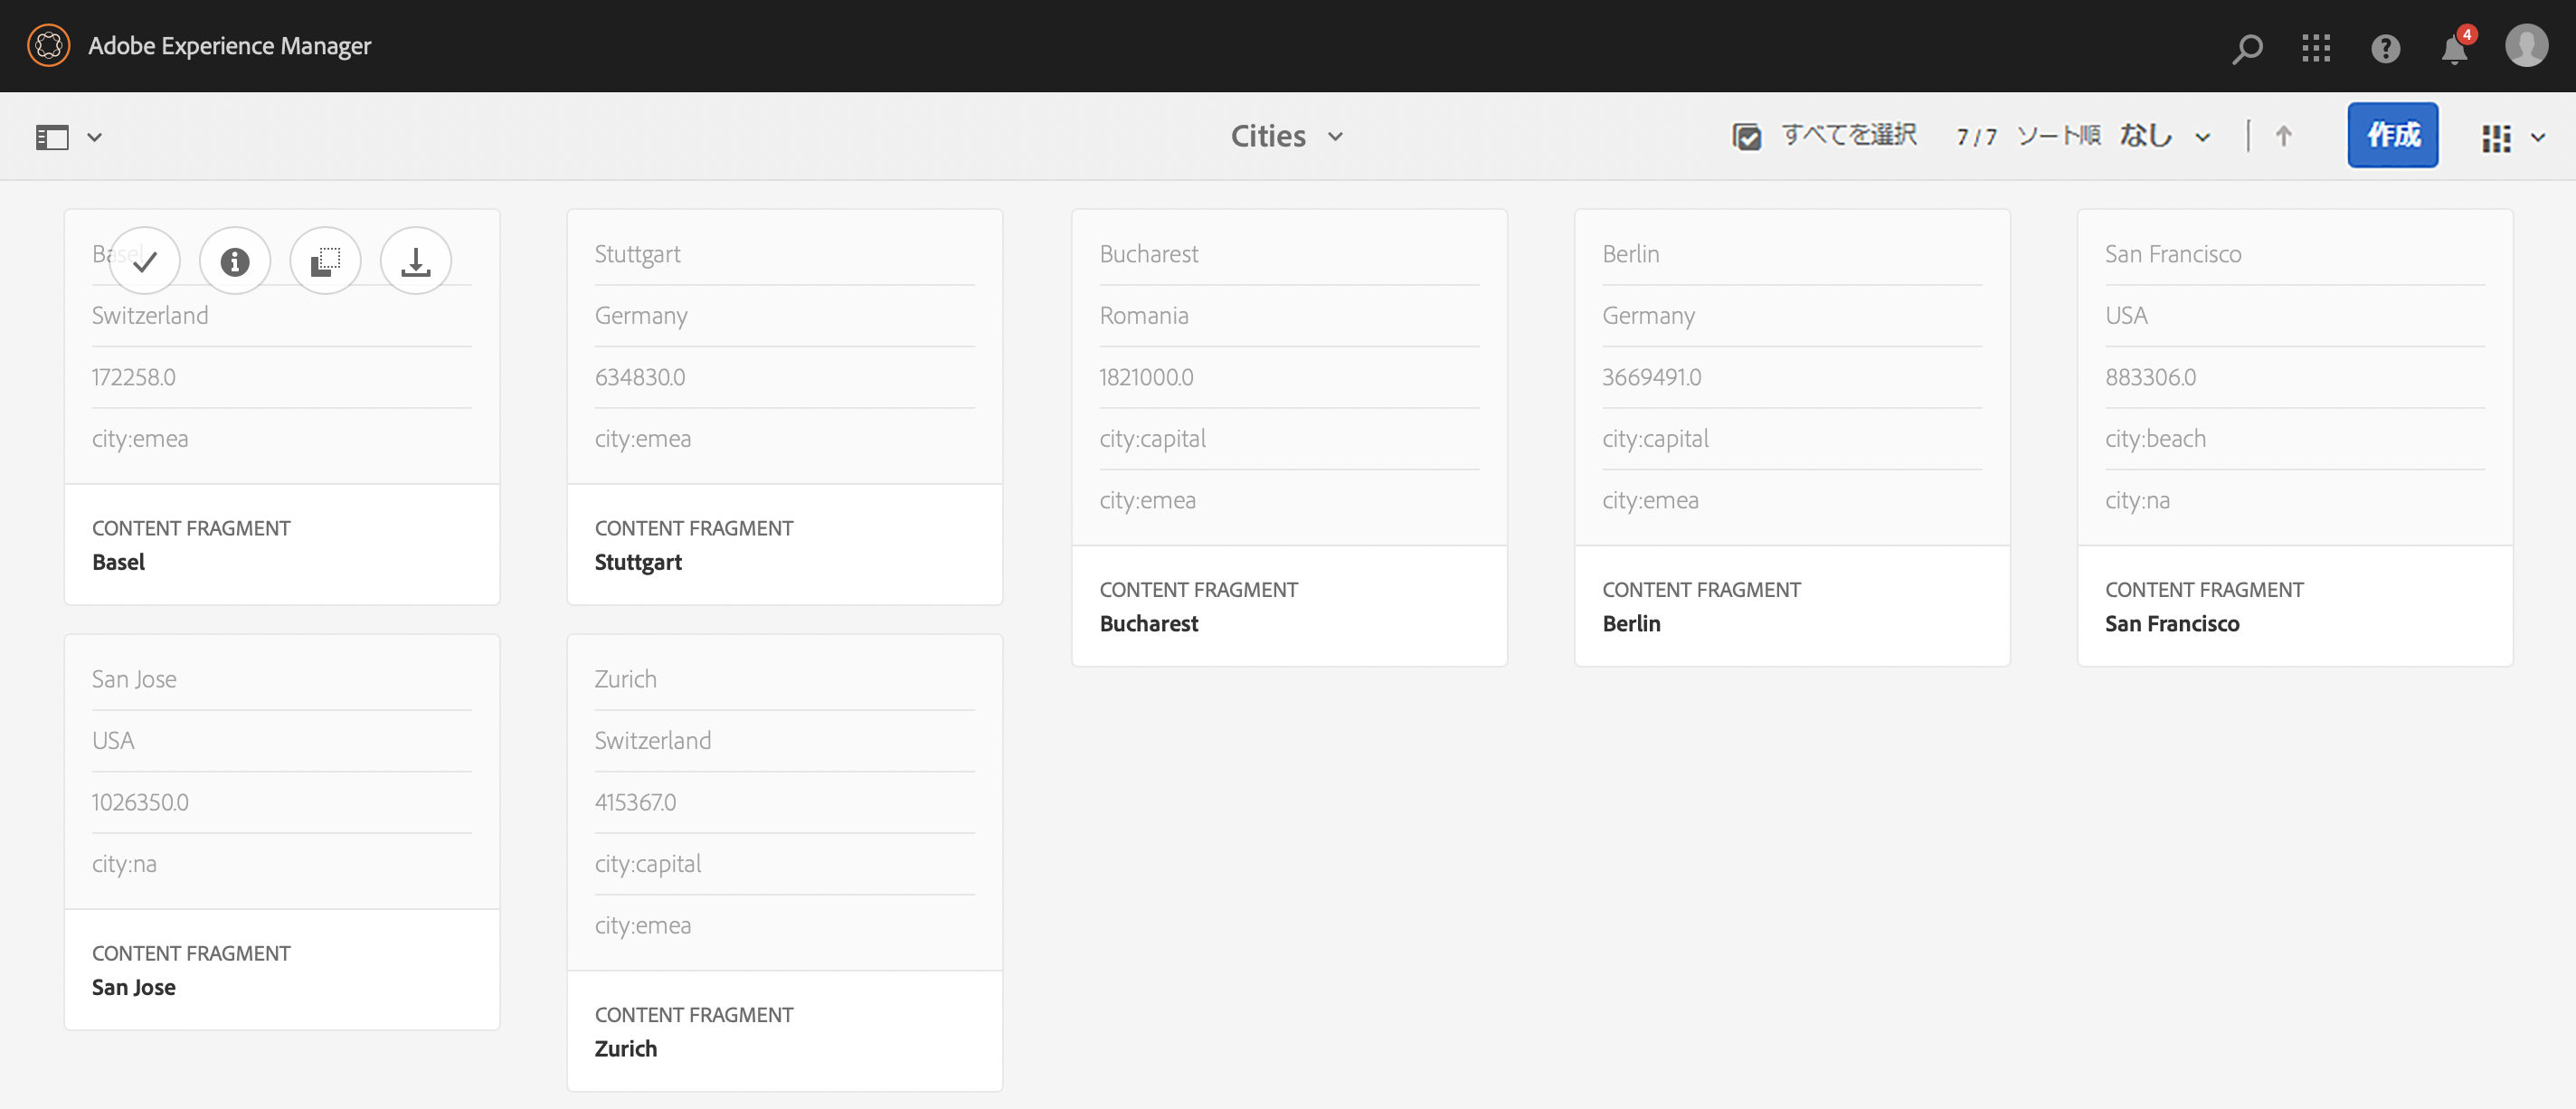 Adobe Experience Manager
4
Cities
すべてを選択 7 / 7 ソート順 なし
作成
Basel
Switzerland
172258.0
city:emea
CONTENT FRAGMENT
Basel
Stuttgart
Germany
634830.0
city:emea
CONTENT FRAGMENT
Stuttgart
Bucharest
Romania
1821000.0
city:capital
city:emea
CONTENT FRAGMENT
Bucharest
Berlin
Germany
3669491.0
city:capital
city:emea
CONTENT FRAGMENT
Berlin
San Francisco
USA
883306.0
city:beach
city:na
CONTENT FRAGMENT
San Francisco
San Jose
USA
1026350.0
city:na
CONTENT FRAGMENT
San Jose
Zurich
Switzerland
415367.0
city:capital
city:emea
CONTENT FRAGMENT
Zurich